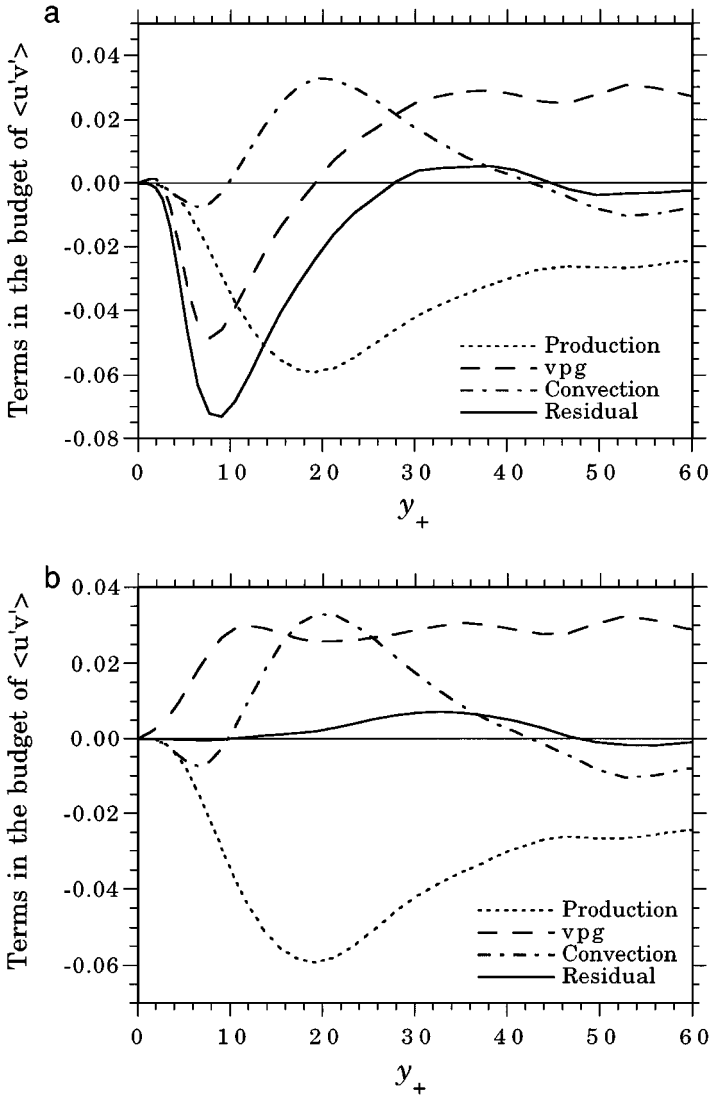 a
Terms in the budget of <u'v'>
0.04
0.02
0.00
-0.02
-0.04
-0.06
-0.08
Production
vpg
Convection
Residual
0 10 20 30 40 50 60
y+
b
Terms in the budget of <u'v'>
0.04
0.02
0.00
-0.02
-0.04
-0.06
Production
vpg
Convection
Residual
0 10 20 30 40 50 60
y+